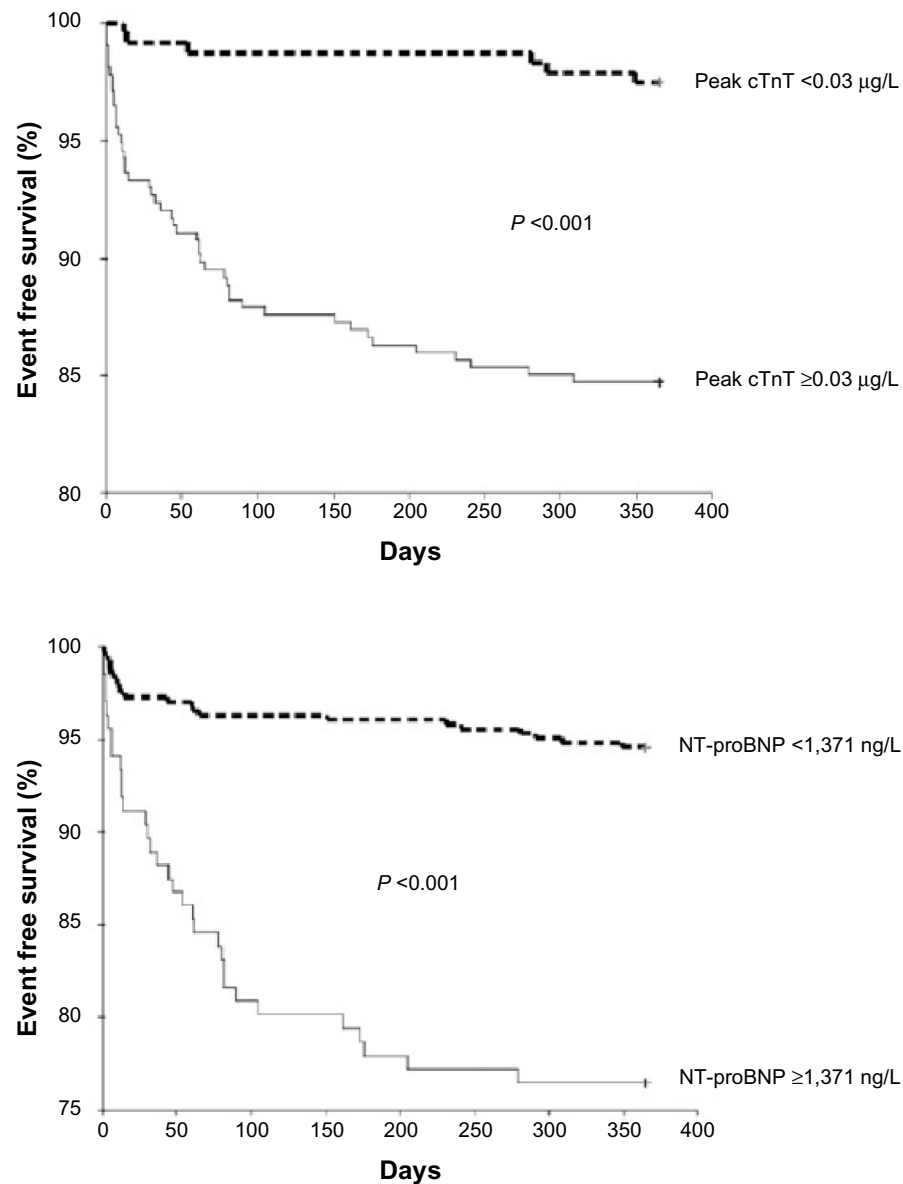 100
95
90
85
80
Event free survival (%)
Peak cTnT <0.03 μg/L
P <0.001
Peak cTnT ≥0.03 μg/L
0 50 100 150 200 250 300 350 400
Days
100
95
90
85
80
75
Event free survival (%)
NT-proBNP <1,371 ng/L
P <0.001
NT-proBNP ≥1,371 ng/L
0 50 100 150 200 250 300 350 400
Days